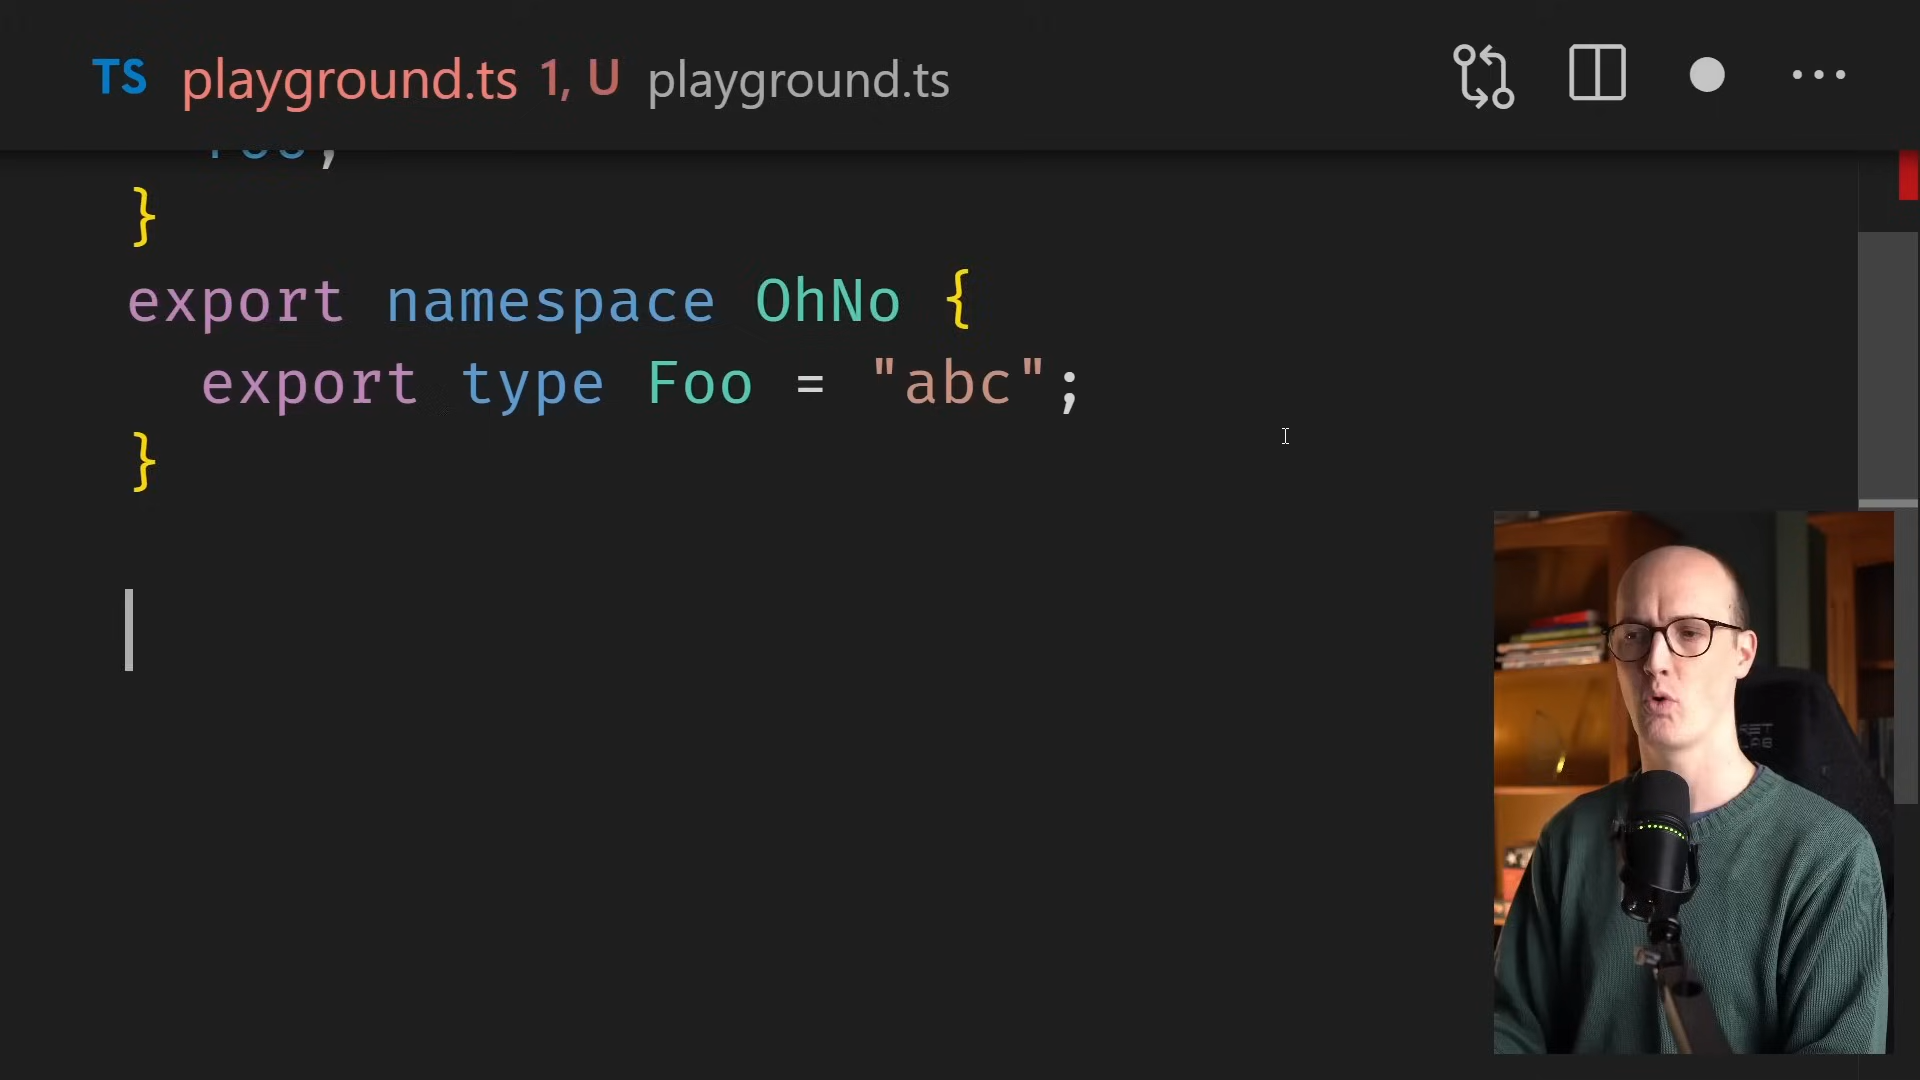 TS playground.ts 1, U playground.ts
}
export namespace OhNo {
export type Foo = "abc";
}